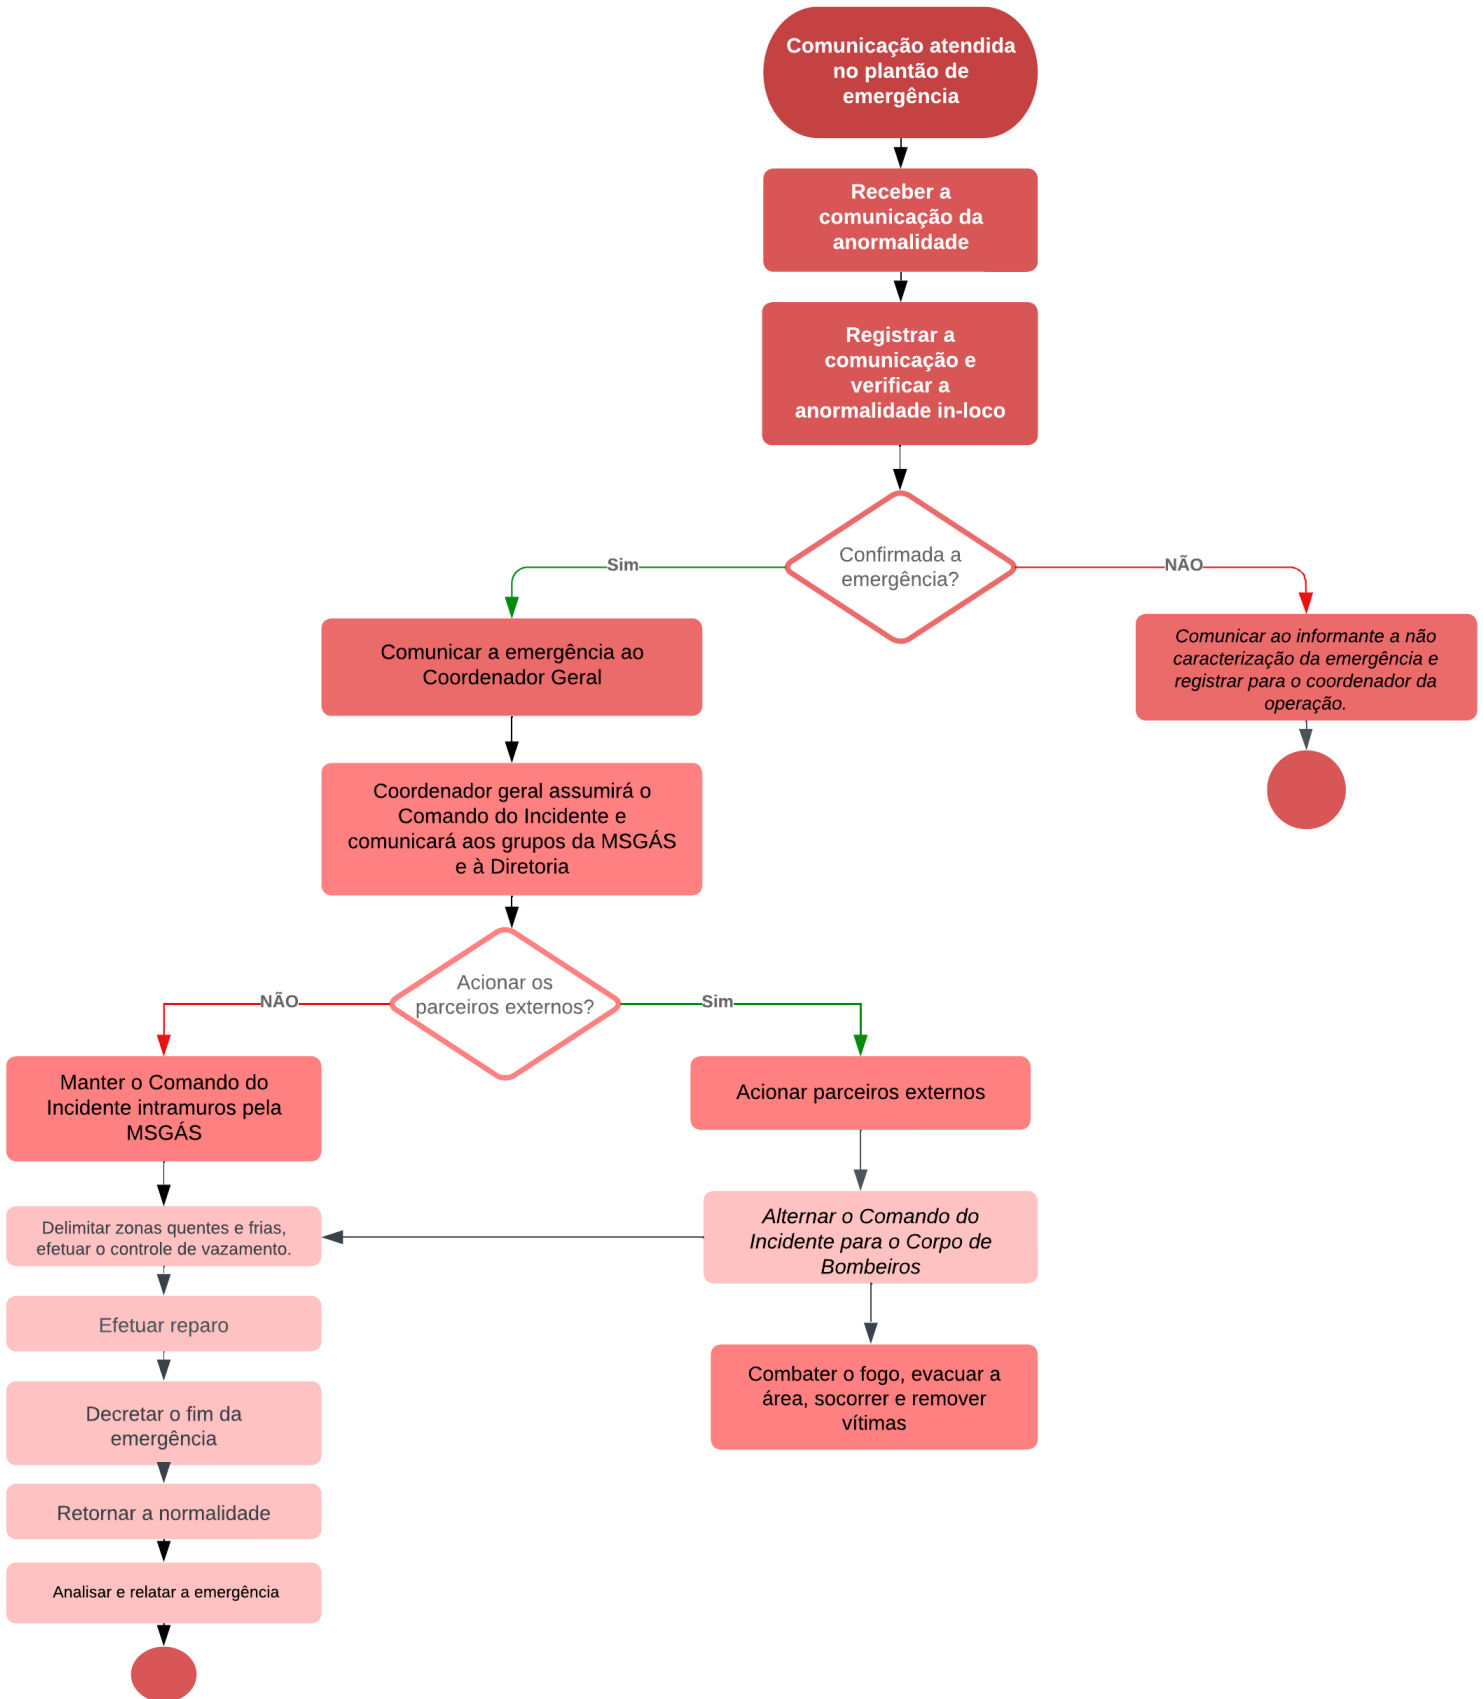 Comunicação atendida
no plantão de
emergência
Receber a
comunicação da
anormalidade
Registrar a
comunicação e
verificar a
anormalidade in-loco
Confirmada a
emergência?
Sim
NÃO
Comunicar a emergência ao
Coordenador Geral
Comunicar ao informante a não
caracterização da emergência e
registrar para o coordenador da
operação.
Coordenador geral assumirá o
Comando do Incidente e
comunicará aos grupos da MSGÁS
e à Diretoria
Acionar os
parceiros externos?
NÃO
Sim
Manter o Comando do
Incidente intramuros pela
MSGÁS
Acionar parceiros externos
Delimitar zonas quentes e frias,
efetuar o controle de vazamento.
Alternar o Comando do
Incidente para o Corpo de
Bombeiros
Efetuar reparo
Combater o fogo, evacuar a
área, socorrer e remover
vítimas
Decretar o fim da
emergência
Retornar a normalidade
Analisar e relatar a emergência